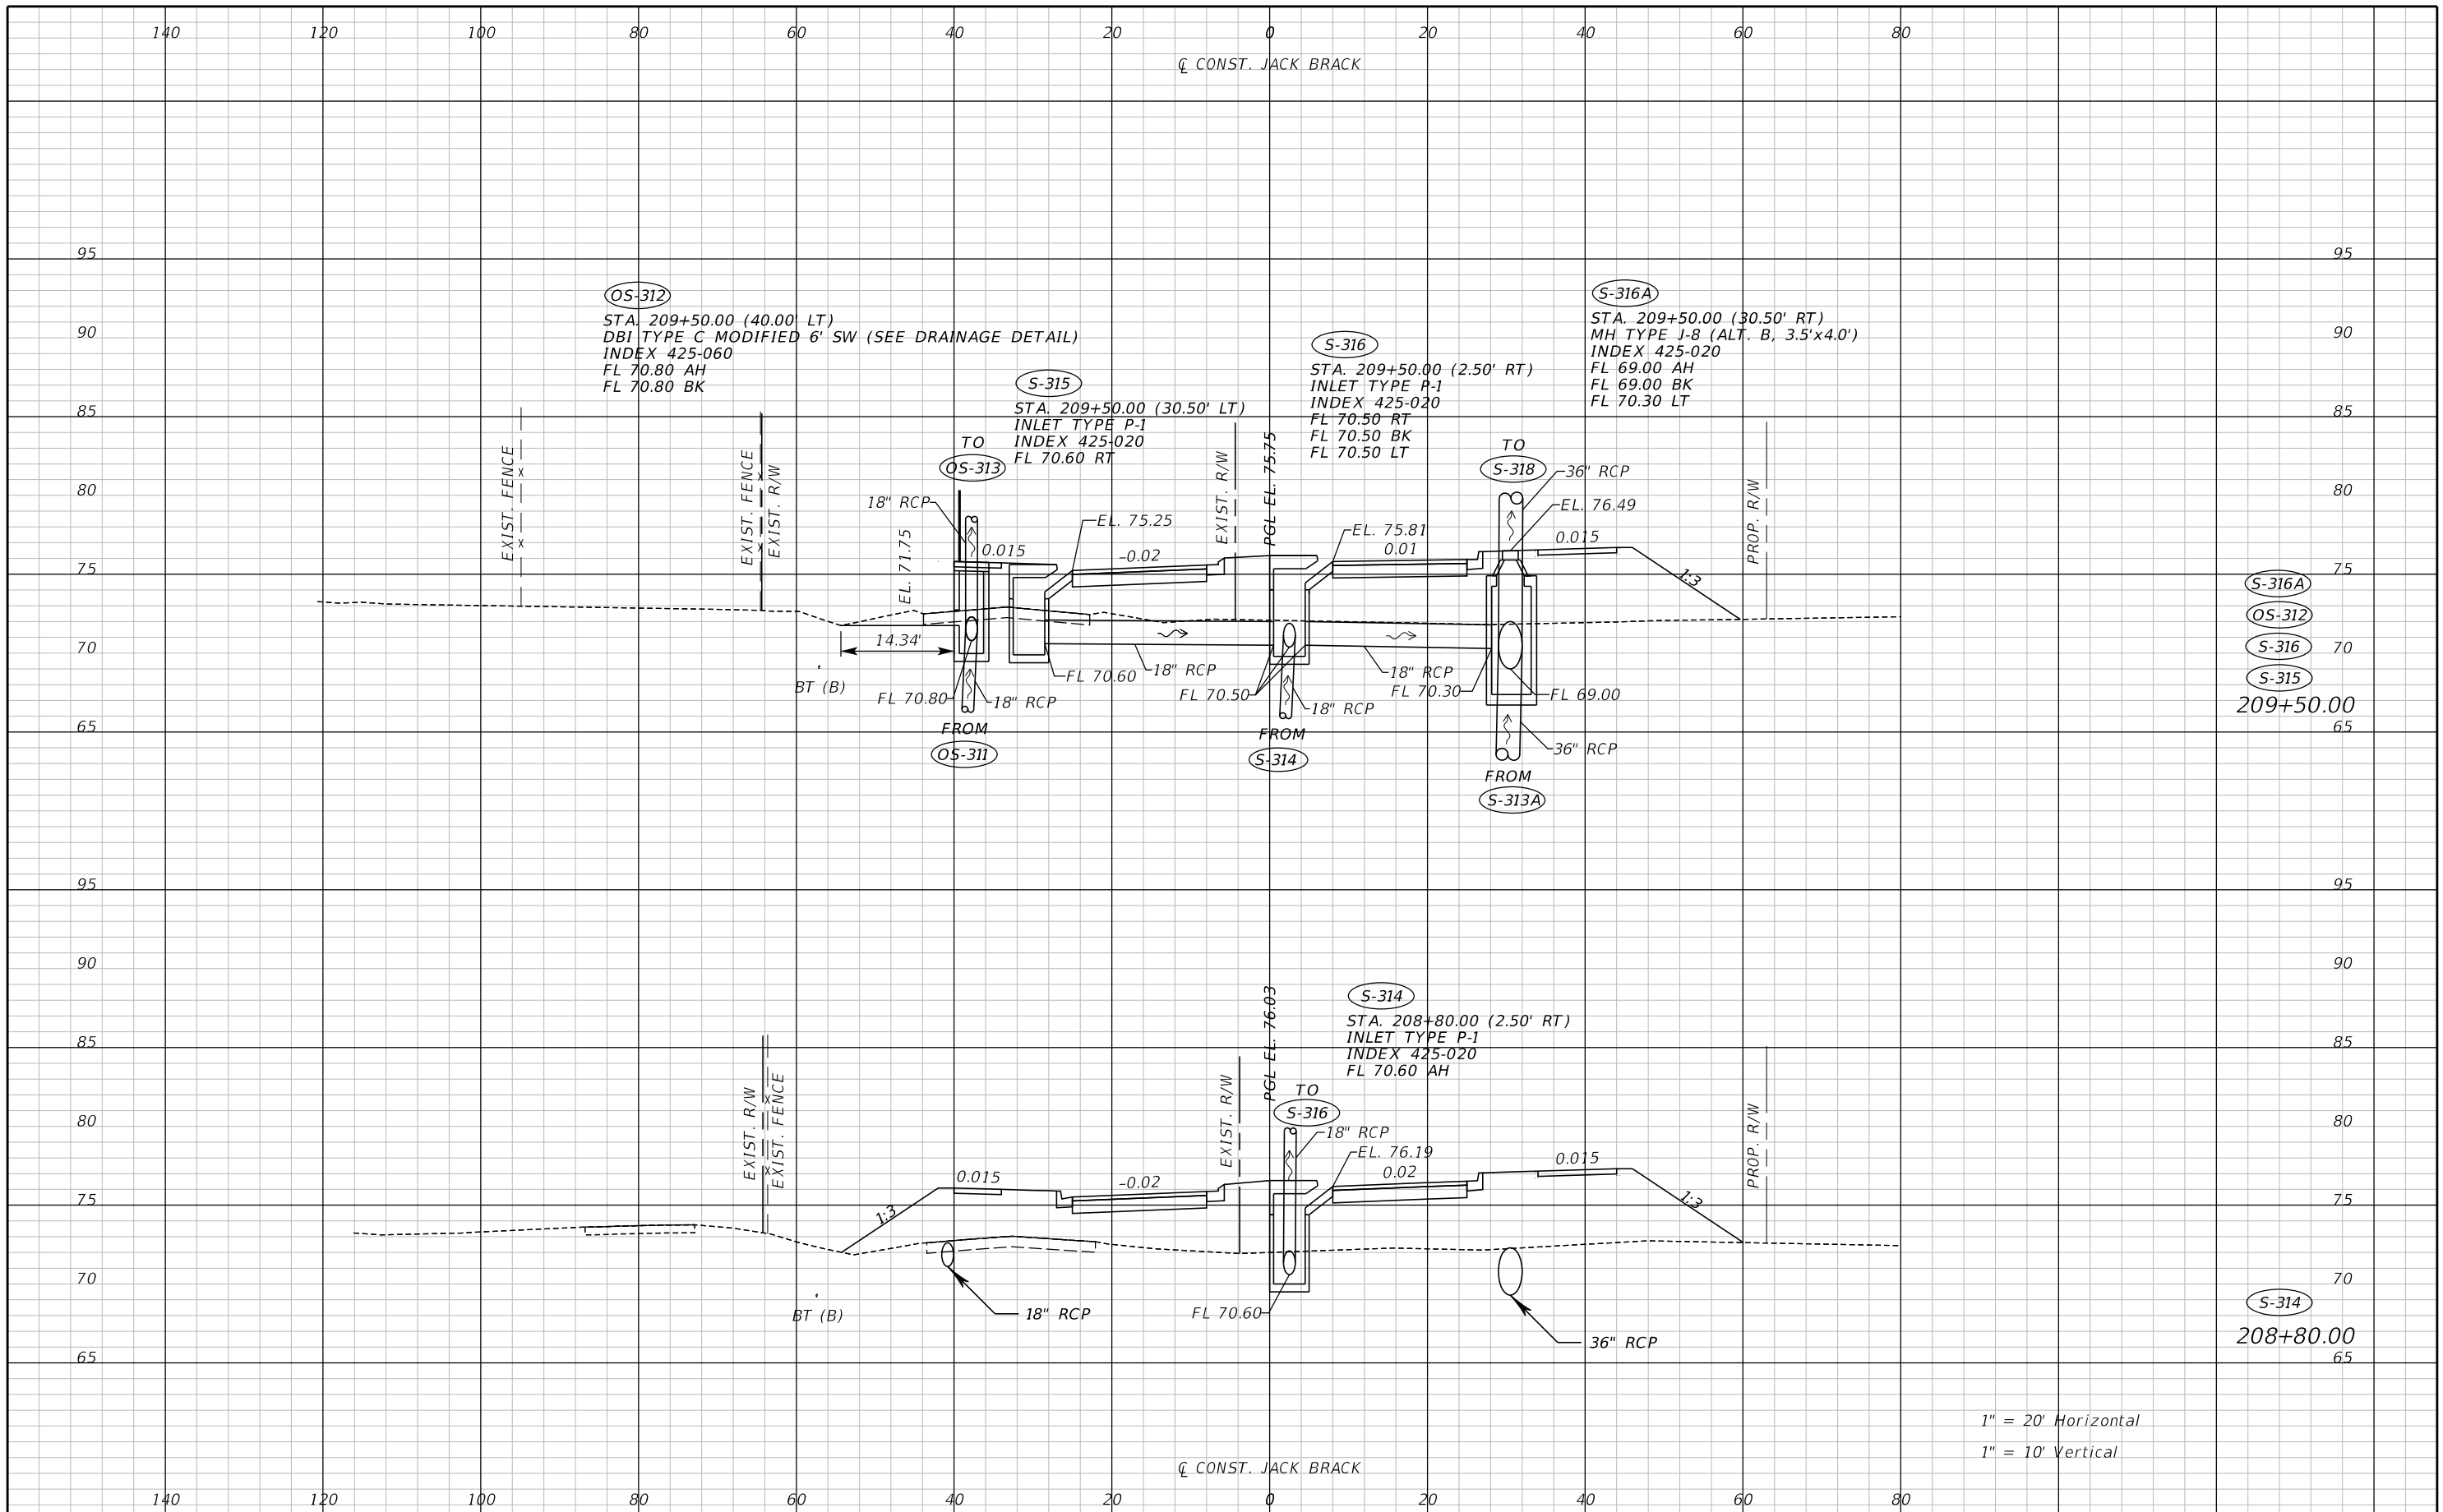 140 120 100 80 60 40 20 0 20 40 60 80
℄ CONST. JACK BRACK
95 95
90 90
85 85
80 80
75 75
70 70
65 65
OS-312
STA. 209+50.00 (40.00' LT)
DBI TYPE C MODIFIED 6' SW (SEE DRAINAGE DETAIL)
INDEX 425-060
FL 70.80 AH
FL 70.80 BK
S-315
STA. 209+50.00 (30.50' LT)
INLET TYPE P-1
INDEX 425-020
FL 70.60 RT
S-316
STA. 209+50.00 (2.50' RT)
INLET TYPE P-1
INDEX 425-020
FL 70.50 RT
FL 70.50 BK
FL 70.50 LT
S-316A
STA. 209+50.00 (30.50' RT)
MH TYPE J-8 (ALT. B, 3.5'x4.0')
INDEX 425-020
FL 69.00 AH
FL 69.00 BK
FL 70.30 LT
EXIST. FENCE
EXIST. FENCE
EXIST. R/W
EL. 71.75
TO
OS-313
18" RCP
0.015
EL. 75.25
-0.02
EXIST. R/W
PGL EL. 75.75
EL. 75.81
0.01
TO
S-318
36" RCP
EL. 76.49
0.015
1:3
PROP. R/W
14.34'
BT (B)
FL 70.80
18" RCP
FROM
OS-311
FL 70.60
18" RCP
FL 70.50
18" RCP
FROM
S-314
18" RCP
FL 70.30
FL 69.00
36" RCP
FROM
S-313A
S-316A
OS-312
S-316
S-315
209+50.00
95 95
90 90
85 85
80 80
75 75
70 70
65 65
S-314
STA. 208+80.00 (2.50' RT)
INLET TYPE P-1
INDEX 425-020
FL 70.60 AH
EXIST. R/W
EXIST. FENCE
1:3
0.015
-0.02
EXIST. R/W
PGL EL. 76.03
TO
S-316
18" RCP
EL. 76.19
0.02
0.015
1:3
PROP. R/W
BT (B)
18" RCP
FL 70.60
36" RCP
S-314
208+80.00
1" = 20' Horizontal
1" = 10' Vertical
℄ CONST. JACK BRACK
140 120 100 80 60 40 20 0 20 40 60 80